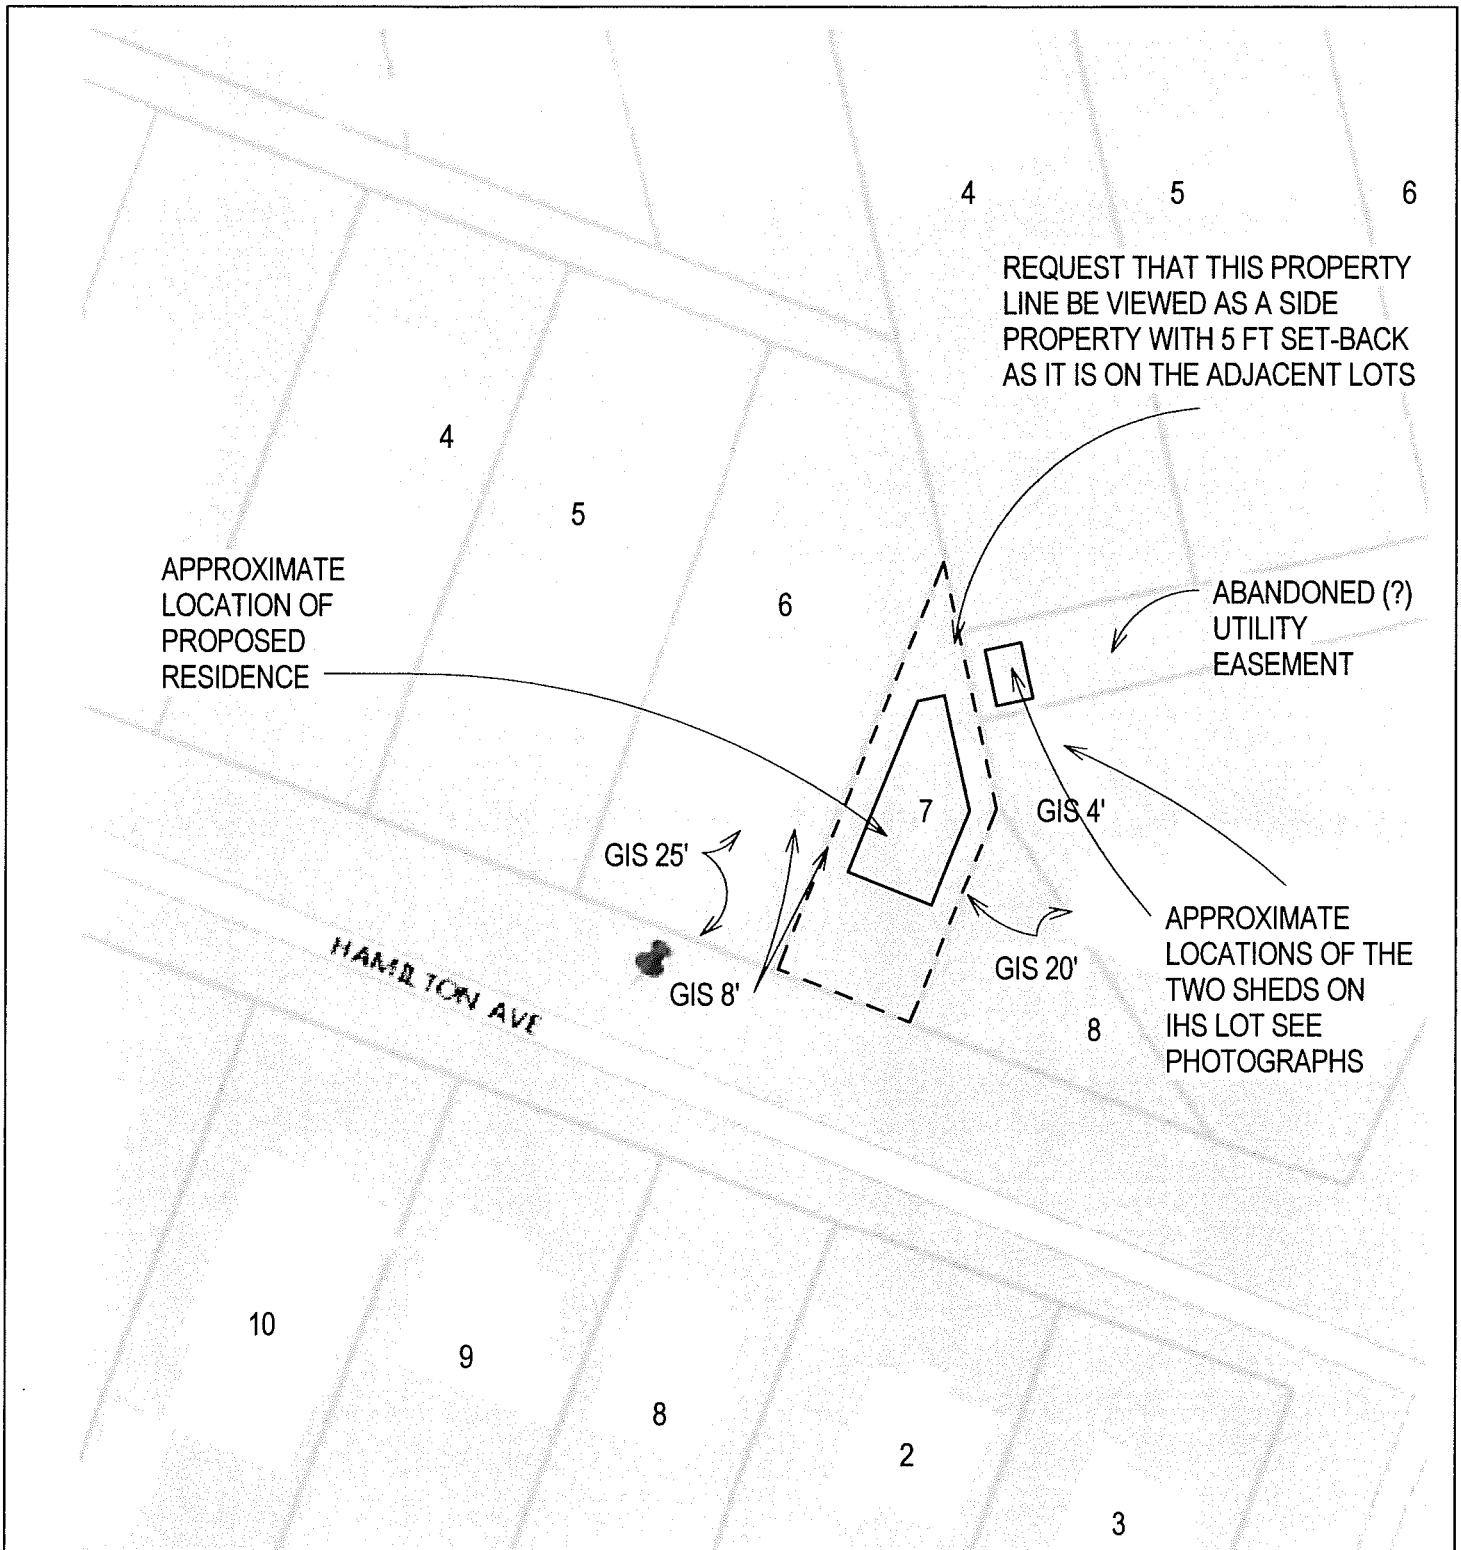 4
5
6
REQUEST THAT THIS PROPERTY
LINE BE VIEWED AS A SIDE
PROPERTY WITH 5 FT SET-BACK
AS IT IS ON THE ADJACENT LOTS
4
5
6
APPROXIMATE
LOCATION OF
PROPOSED
RESIDENCE
ABANDONED (?)
UTILITY
EASEMENT
7
GIS 4'
GIS 25'
GIS 8'
GIS 20'
APPROXIMATE
LOCATIONS OF THE
TWO SHEDS ON
IHS LOT SEE
PHOTOGRAPHS
8
HAMILTON AVE
10
9
8
2
3